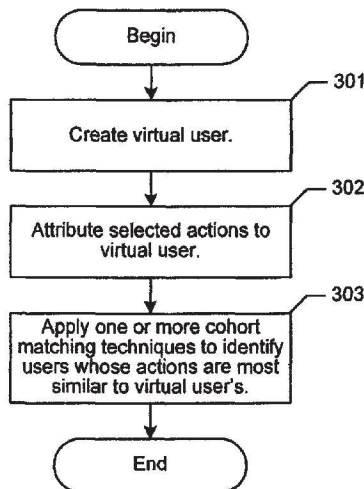 Begin
301
Create virtual user.
302
Attribute selected actions to
virtual user.
303
Apply one or more cohort
matching techniques to identify
users whose actions are most
similar to virtual user's.
End